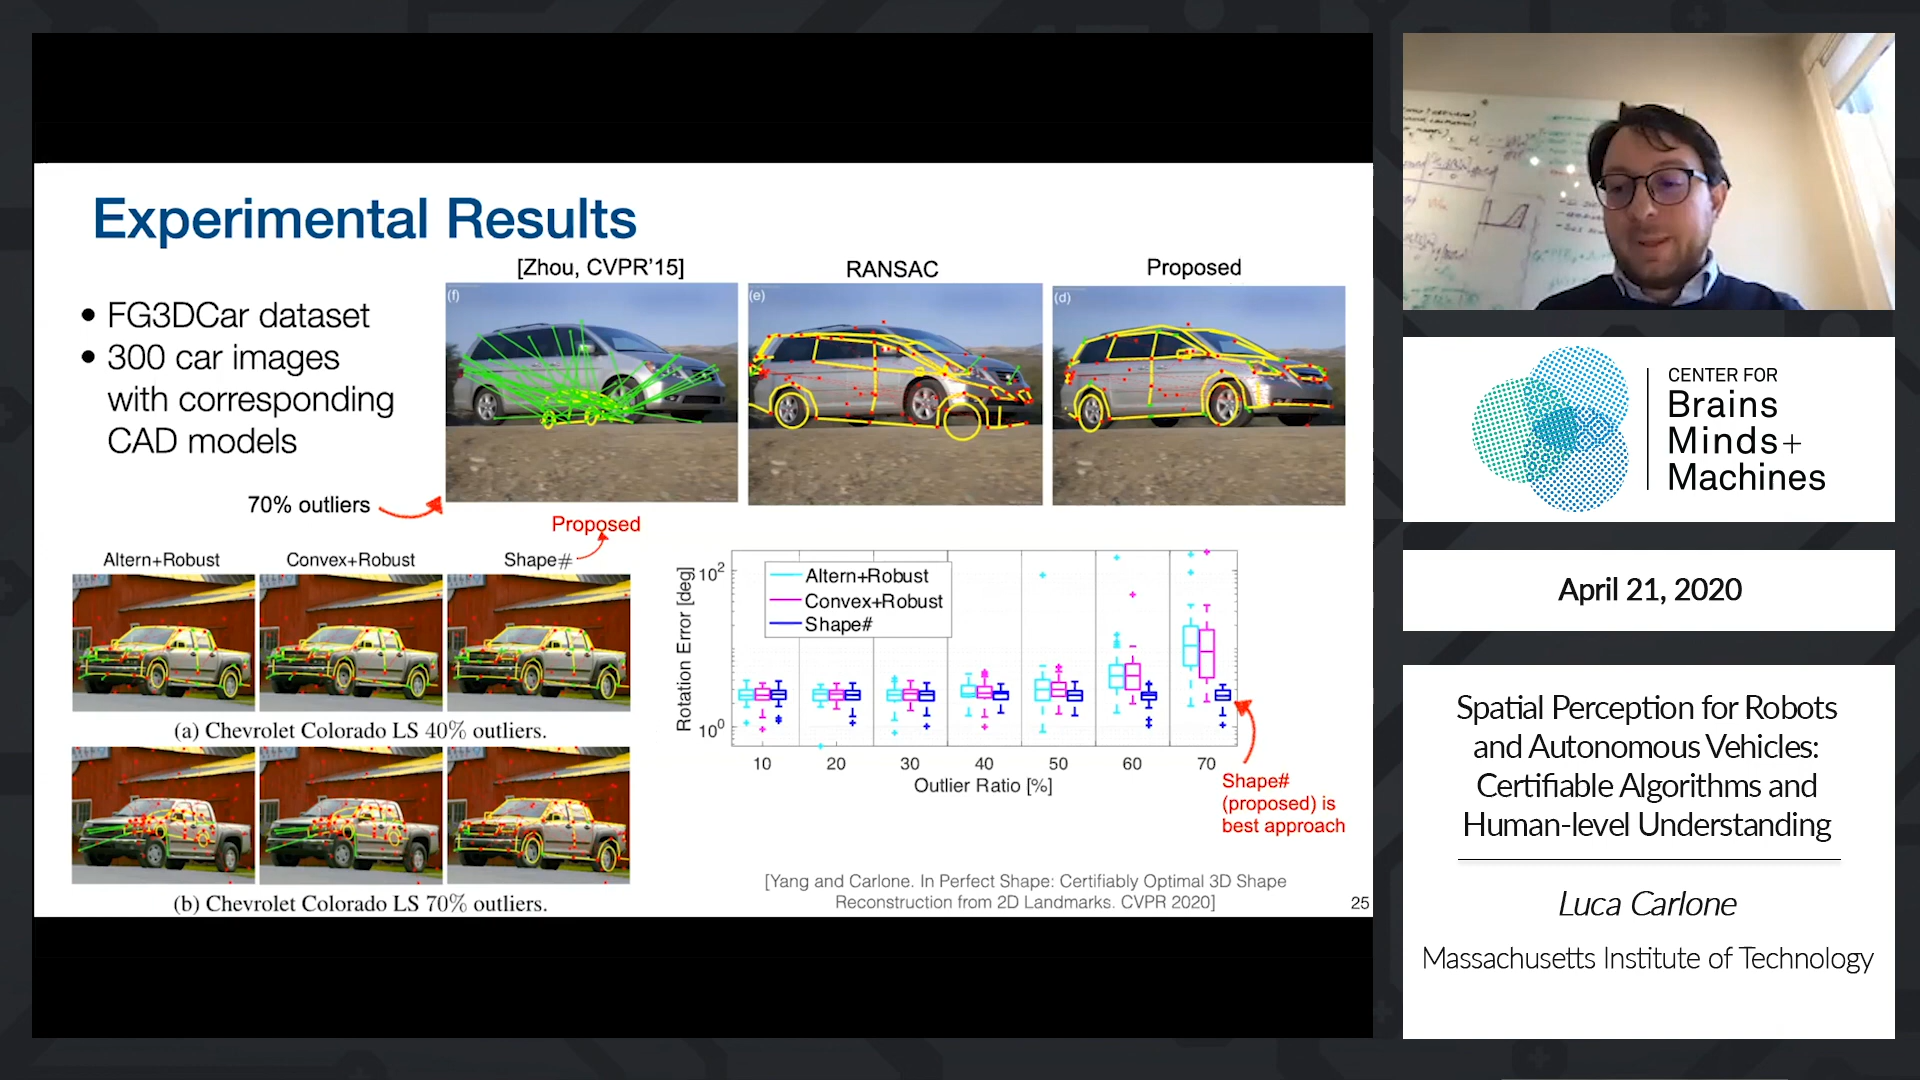 Experimental Results
• FG3DCar dataset
• 300 car images
with corresponding
CAD models
[Zhou, CVPR'15]
RANSAC
Proposed
(f)
(e)
(d)
70% outliers
Proposed
Altern+Robust
Convex+Robust
Shape#
(a) Chevrolet Colorado LS 40% outliers.
(b) Chevrolet Colorado LS 70% outliers.
Rotation Error [deg]
10²
10⁰
Altern+Robust
Convex+Robust
Shape#
10 20 30 40 50 60 70
Outlier Ratio [%]
Shape#
(proposed) is
best approach
[Yang and Carlone. In Perfect Shape: Certifiably Optimal 3D Shape
Reconstruction from 2D Landmarks. CVPR 2020]
25
CENTER FOR
Brains
Minds+
Machines
April 21, 2020
Spatial Perception for Robots
and Autonomous Vehicles:
Certifiable Algorithms and
Human-level Understanding
Luca Carlone
Massachusetts Institute of Technology